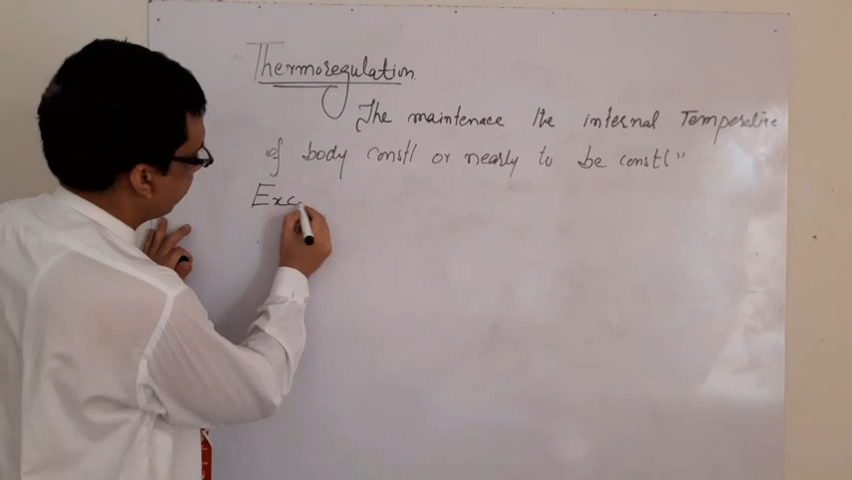 Thermoregulation
The maintenace the internal Temperature
of body constt or nearly to be constt "
Exc